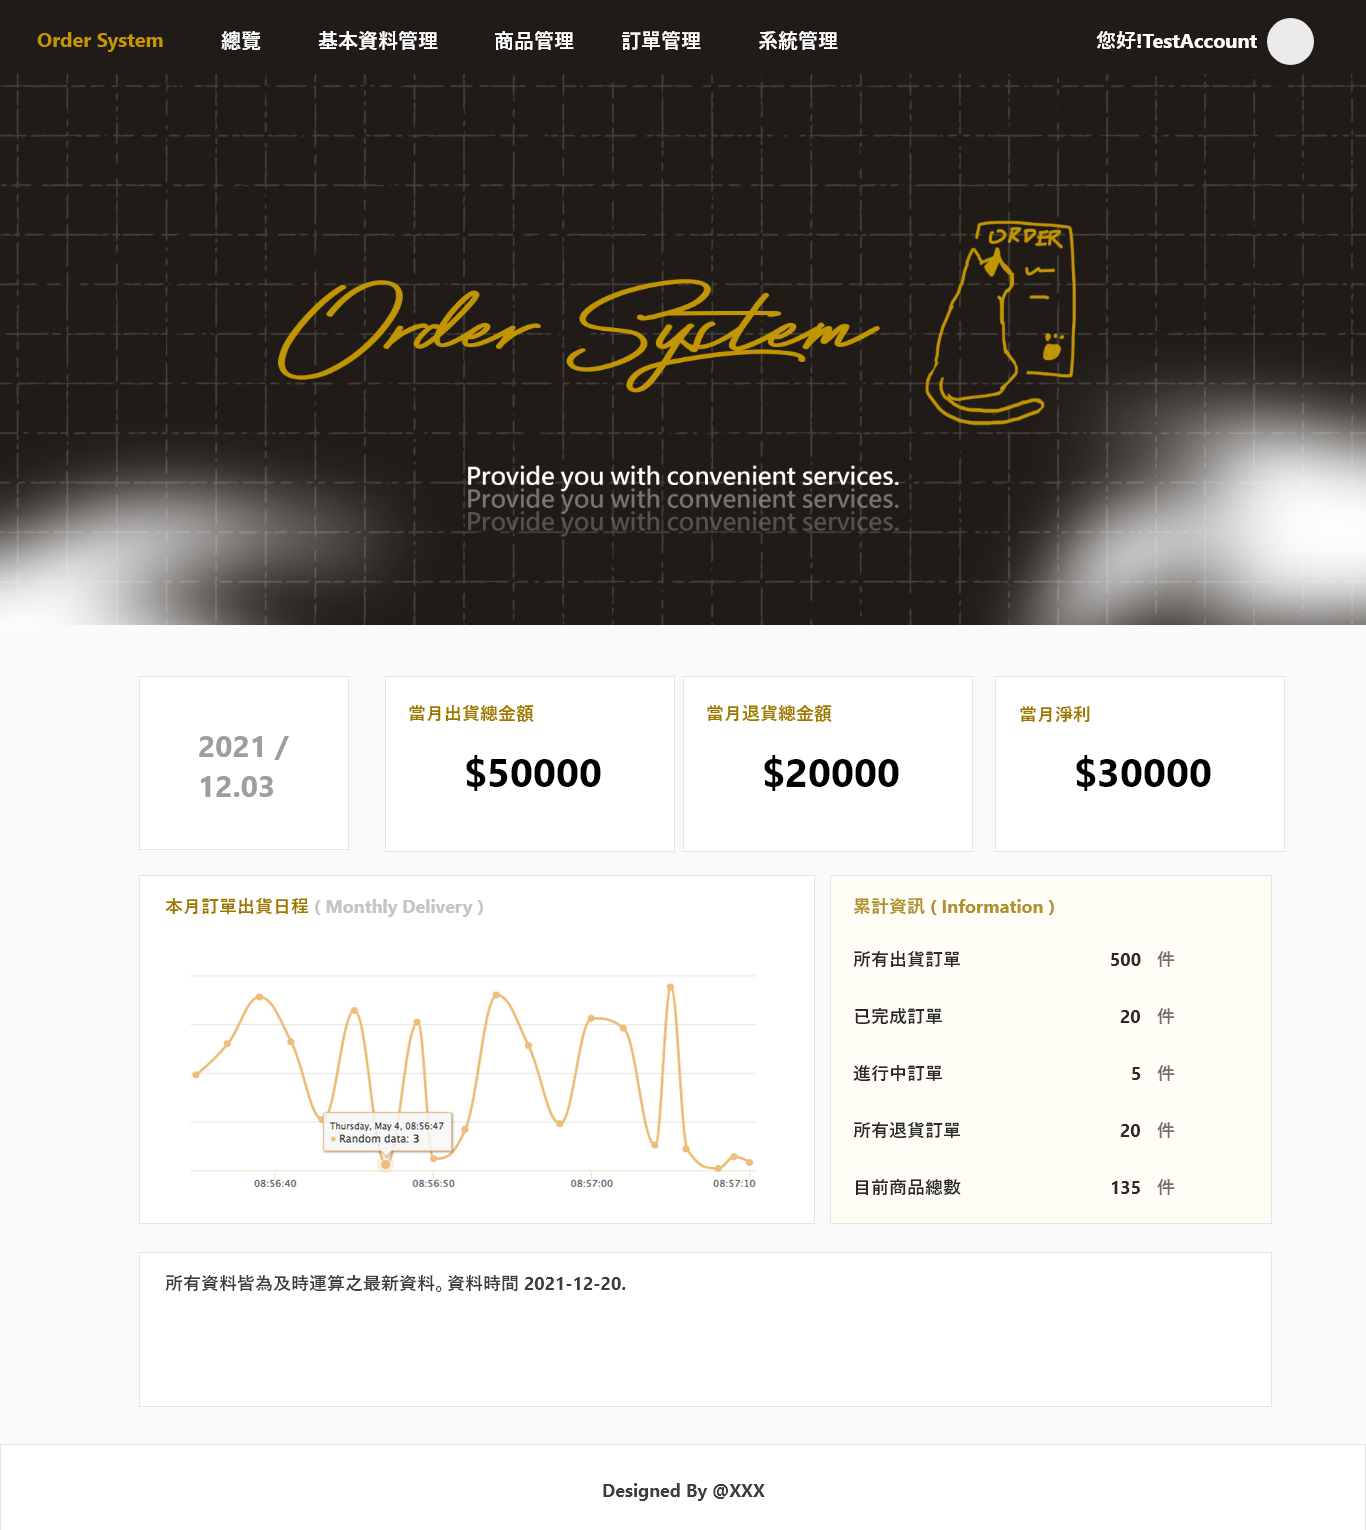 Order System 總覽 基本資料管理 商品管理 訂單管理 系統管理 您好!TestAccount
ORDER
Order System
Provide you with convenient services.
Provide you with convenient services.
Provide you with convenient services.
2021 /
12.03
當月出貨總金額
$50000
當月退貨總金額
$20000
當月淨利
$30000
本月訂單出貨日程 ( Monthly Delivery )
Thursday, May 4, 08:56:47
Random data: 3
08:56:40 08:56:50 08:57:00 08:57:10
累計資訊 ( Information )
所有出貨訂單 500 件
已完成訂單 20 件
進行中訂單 5 件
所有退貨訂單 20 件
目前商品總數 135 件
所有資料皆為及時運算之最新資料。資料時間 2021-12-20.
Designed By @XXX